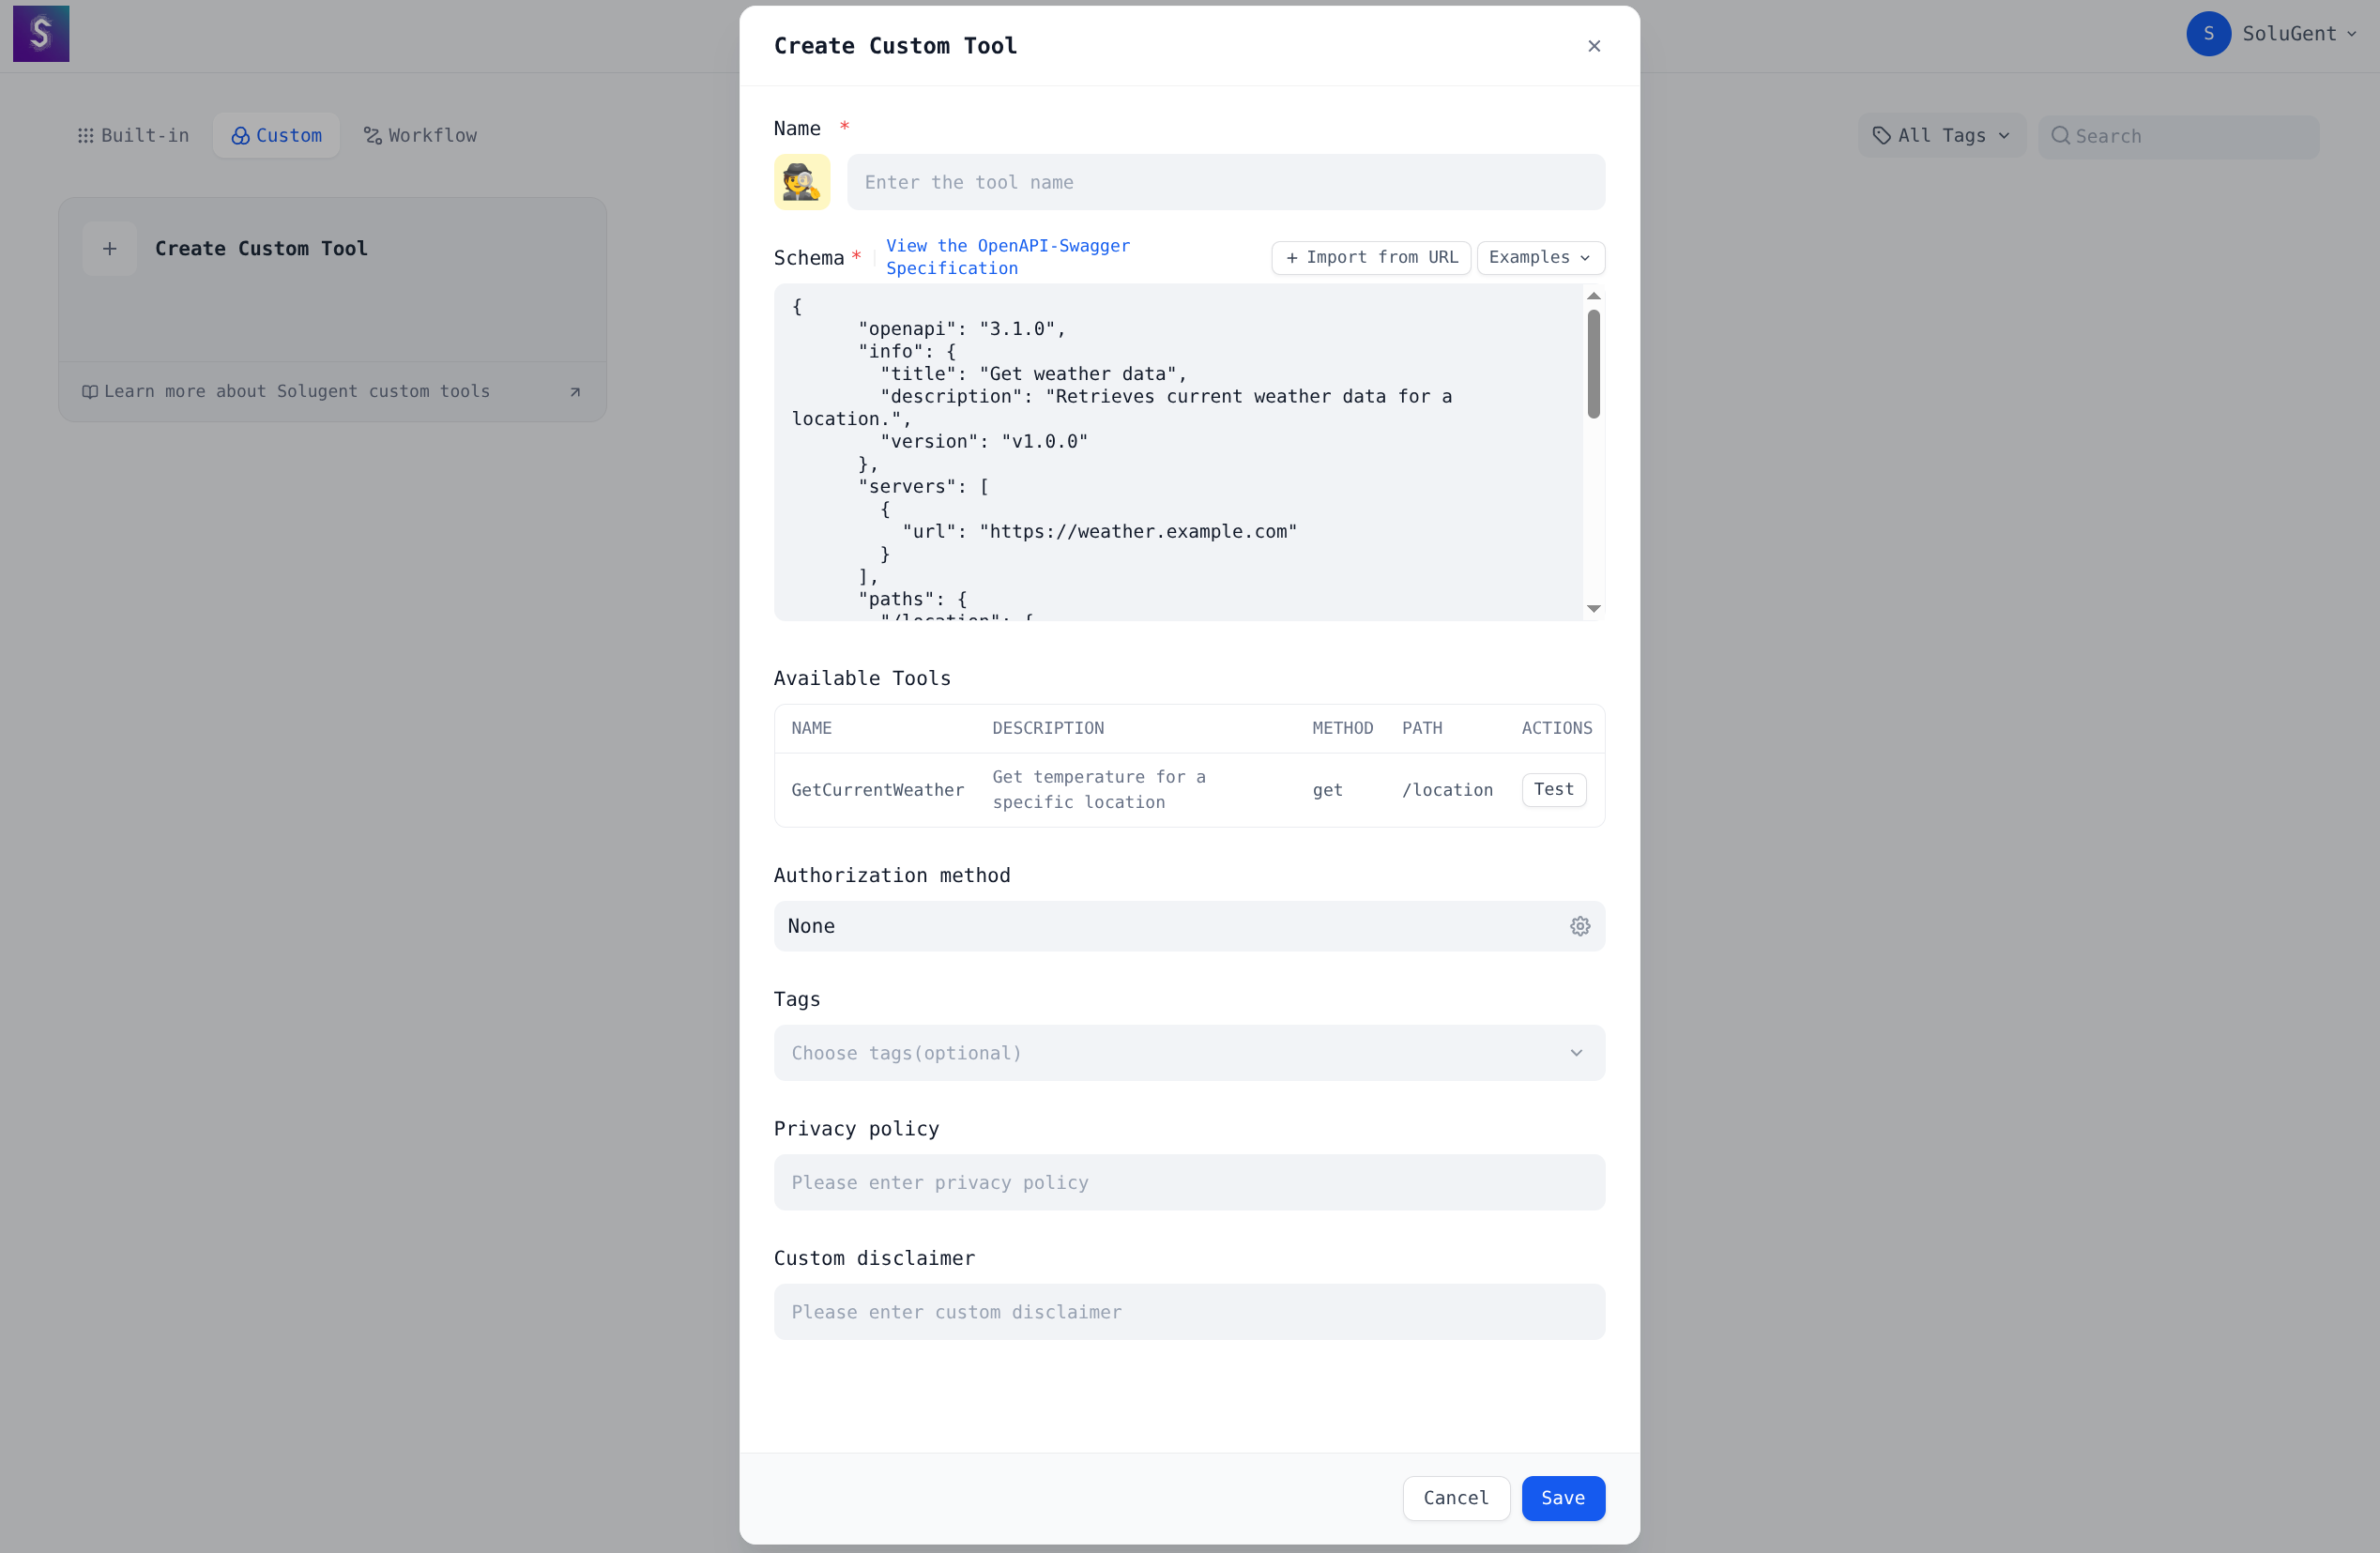 S SoluGent
Built-in Custom Workflow
All Tags Search
Create Custom Tool
Learn more about Solugent custom tools
Create Custom Tool
Name *
Enter the tool name
Schema * View the OpenAPI-Swagger
Specification
+ Import from URL Examples
{
"openapi": "3.1.0",
"info": {
"title": "Get weather data",
"description": "Retrieves current weather data for a
location.",
"version": "v1.0.0"
},
"servers": [
{
"url": "https://weather.example.com"
}
],
"paths": {
"/location": {
Available Tools
NAME DESCRIPTION METHOD PATH ACTIONS
GetCurrentWeather Get temperature for a
specific location get /location Test
Authorization method
None
Tags
Choose tags(optional)
Privacy policy
Please enter privacy policy
Custom disclaimer
Please enter custom disclaimer
Cancel Save